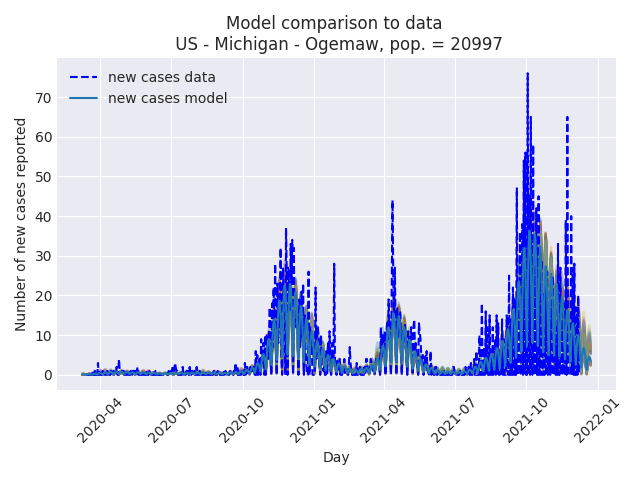 Model comparison to data
US - Michigan - Ogemaw, pop. = 20997
new cases data
new cases model
Number of new cases reported
70
60
50
40
30
20
10
0
2020-04
2020-07
2020-10
2021-01
2021-04
2021-07
2021-10
2022-01
Day